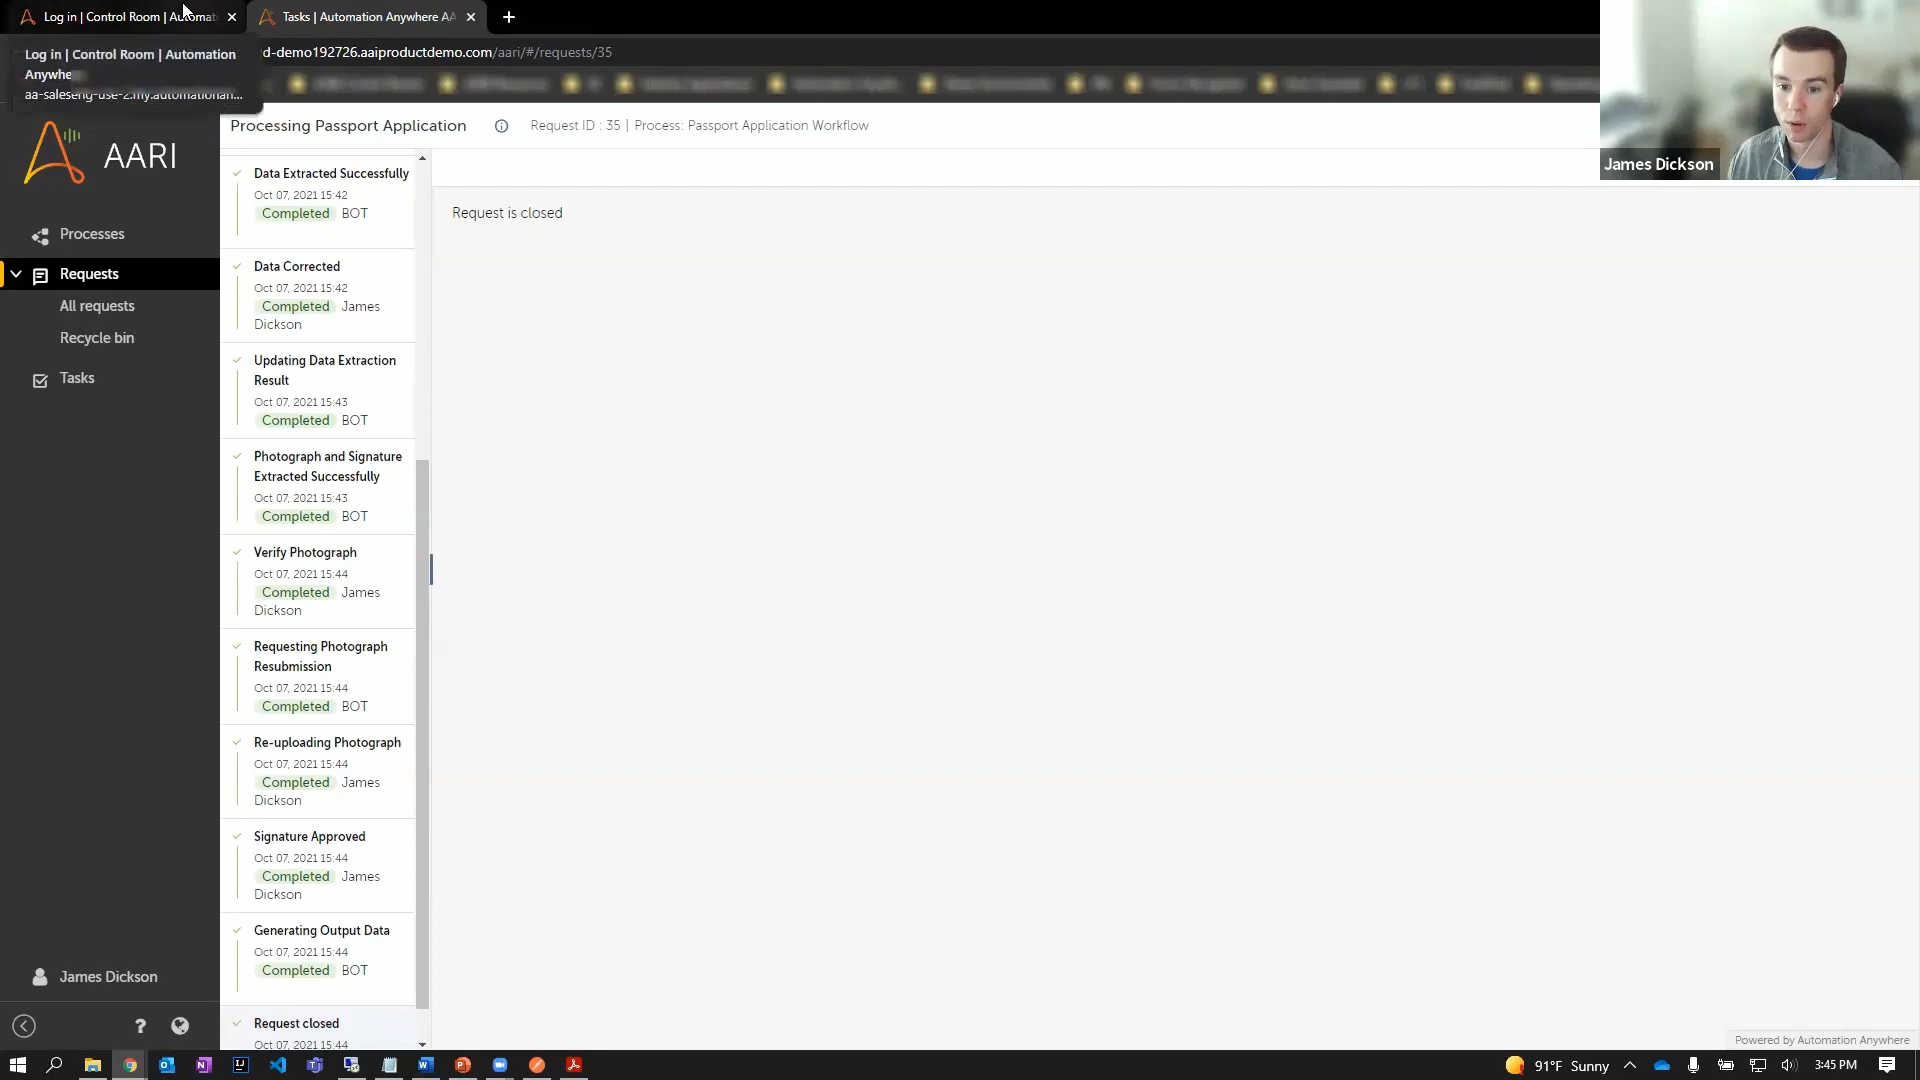 Log in | Control Room | Automati
Tasks | Automation Anywhere AA
Log in | Control Room | Automation
Anywhe
aa-saleseng-use-2.my.automationan...
d-demo192726.aaiproductdemo.com/aari/#/requests/35
James Dickson
AARI
Processes
Requests
All requests
Recycle bin
Tasks
James Dickson
?
Processing Passport Application
Request ID : 35 | Process: Passport Application Workflow
Data Extracted Successfully
Oct 07, 2021 15:42
Completed BOT
Data Corrected
Oct 07, 2021 15:42
Completed James
Dickson
Updating Data Extraction
Result
Oct 07, 2021 15:43
Completed BOT
Photograph and Signature
Extracted Successfully
Oct 07, 2021 15:43
Completed BOT
Verify Photograph
Oct 07, 2021 15:44
Completed James
Dickson
Requesting Photograph
Resubmission
Oct 07, 2021 15:44
Completed BOT
Re-uploading Photograph
Oct 07, 2021 15:44
Completed James
Dickson
Signature Approved
Oct 07, 2021 15:44
Completed James
Dickson
Generating Output Data
Oct 07, 2021 15:44
Completed BOT
Request closed
Oct 07, 2021 15:44
Request is closed
Powered by Automation Anywhere
91°F Sunny
3:45 PM